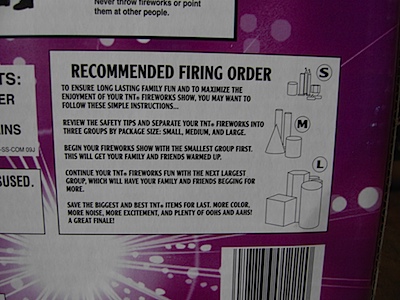 Never throw fireworks or point
them at other people.
RECOMMENDED FIRING ORDER
TO ENSURE LONG LASTING FAMILY FUN AND TO MAXIMIZE THE
ENJOYMENT OF YOUR TNT® FIREWORKS SHOW, YOU MAY WANT TO
FOLLOW THESE SIMPLE INSTRUCTIONS...
S
REVIEW THE SAFETY TIPS AND SEPARATE YOUR TNT® FIREWORKS INTO
THREE GROUPS BY PACKAGE SIZE: SMALL, MEDIUM, AND LARGE.
M
BEGIN YOUR FIREWORKS SHOW WITH THE SMALLEST GROUP FIRST.
THIS WILL GET YOUR FAMILY AND FRIENDS WARMED UP.
L
CONTINUE YOUR TNT® FIREWORKS FUN WITH THE NEXT LARGEST
GROUP, WHICH WILL HAVE YOUR FAMILY AND FRIENDS BEGGING FOR
MORE.
SAVE THE BIGGEST AND BEST TNT® ITEMS FOR LAST. MORE COLOR,
MORE NOISE, MORE EXCITEMENT, AND PLENTY OF OOHS AND AAHS!
A GREAT FINALE!
TS:
ER
AINS
-SS-COM 09J
SUSED.